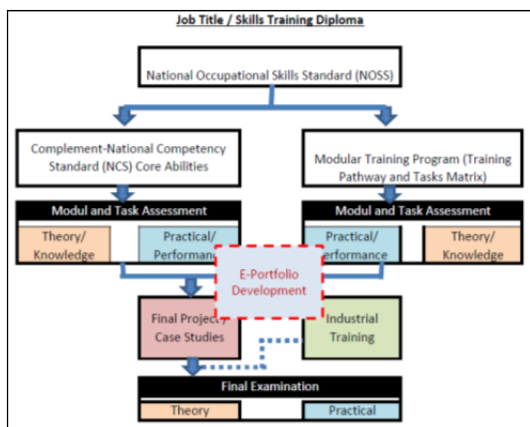 Job Title / Skills Training Diploma
National Occupational Skills Standard (NOSS)
Complement-National Competency
Standard (NCS) Core Abilities
Modular Training Program (Training
Pathway and Tasks Matrix)
Modul and Task Assessment
Theory/
Knowledge
Practical/
Performance
Modul and Task Assessment
Practical/
Performance
Theory/
Knowledge
E-Portfolio
Development
Final Project/
Case Studies
Industrial
Training
Final Examination
Theory
Practical